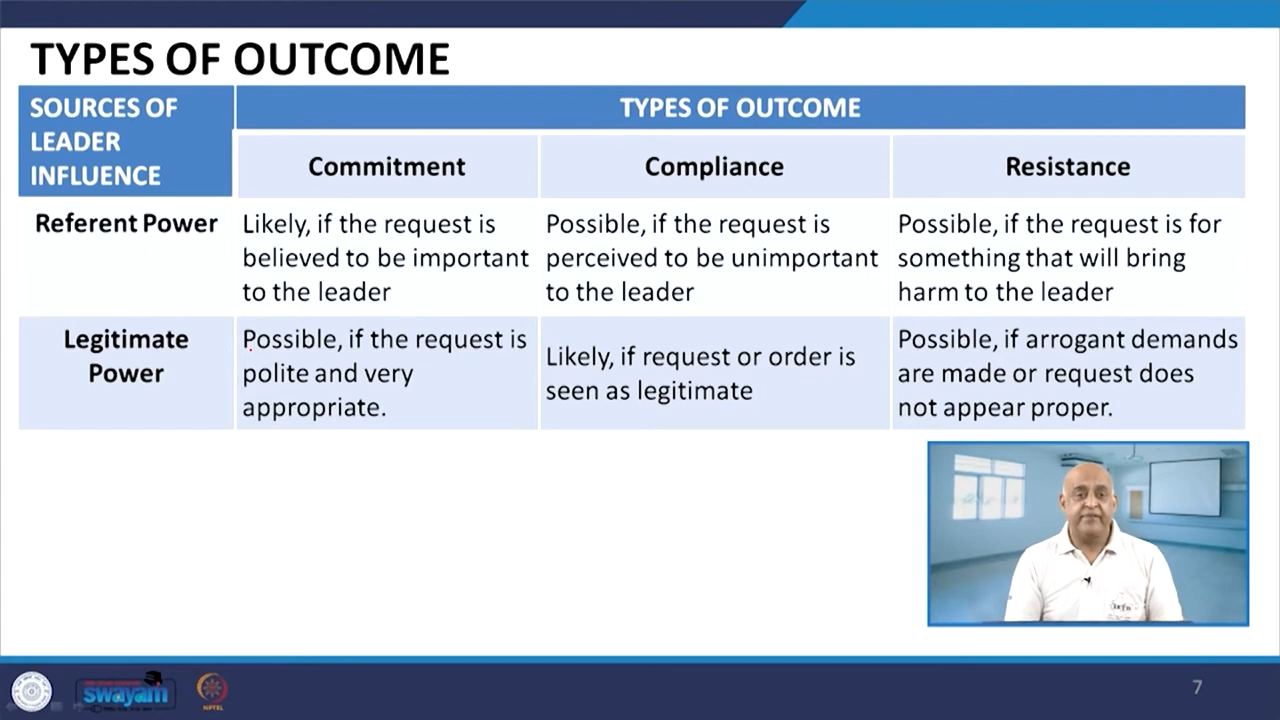 TYPES OF OUTCOME
SOURCES OF
LEADER
INFLUENCE
TYPES OF OUTCOME
Commitment
Compliance
Resistance
Referent Power
Likely, if the request is
believed to be important
to the leader
Possible, if the request is
perceived to be unimportant
to the leader
Possible, if the request is for
something that will bring
harm to the leader
Legitimate
Power
Possible, if the request is
polite and very
appropriate.
Likely, if request or order is
seen as legitimate
Possible, if arrogant demands
are made or request does
not appear proper.
swayam
NPTEL
7